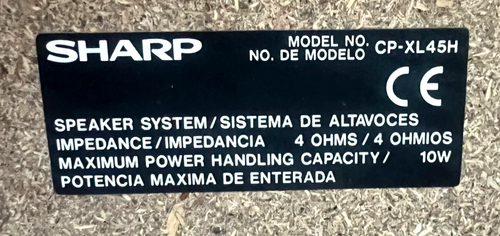 SHARP
MODEL NO.
NO. DE MODELO CP-XL45H
CE
SPEAKER SYSTEM/SISTEMA DE ALTAVOCES
IMPEDANCE/IMPEDANCIA 4 OHMS/4 OHMIOS
MAXIMUM POWER HANDLING CAPACITY/ 10W
POTENCIA MAXIMA DE ENTERADA